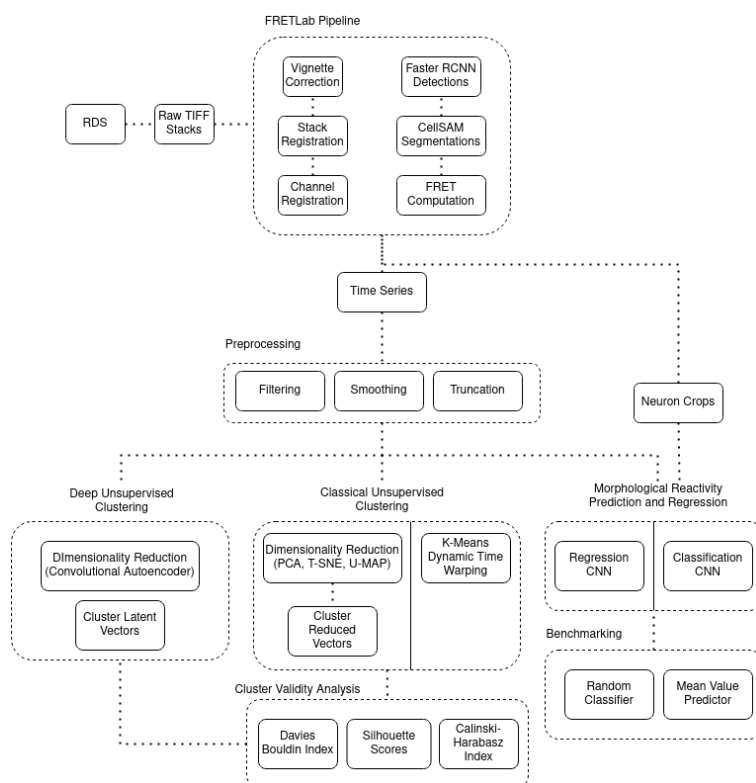 FRETLab Pipeline
Vignette
Correction
Faster RCNN
Detections
RDS
Raw TIFF
Stacks
Stack
Registration
CellSAM
Segmentations
Channel
Registration
FRET
Computation
Time Series
Preprocessing
Filtering
Smoothing
Truncation
Neuron Crops
Deep Unsupervised
Clustering
Classical Unsupervised
Clustering
Morphological Reactivity
Prediction and Regression
DImensionality Reduction
(Convolutional Autoencoder)
Cluster Latent
Vectors
Dimensionality Reduction
(PCA, T-SNE, U-MAP)
Cluster
Reduced
Vectors
K-Means
Dynamic Time
Warping
Regression
CNN
Classification
CNN
Benchmarking
Random
Classifier
Mean Value
Predictor
Cluster Validity Analysis
Davies
Bouldin Index
Silhouette
Scores
Calinski-
Harabasz
Index